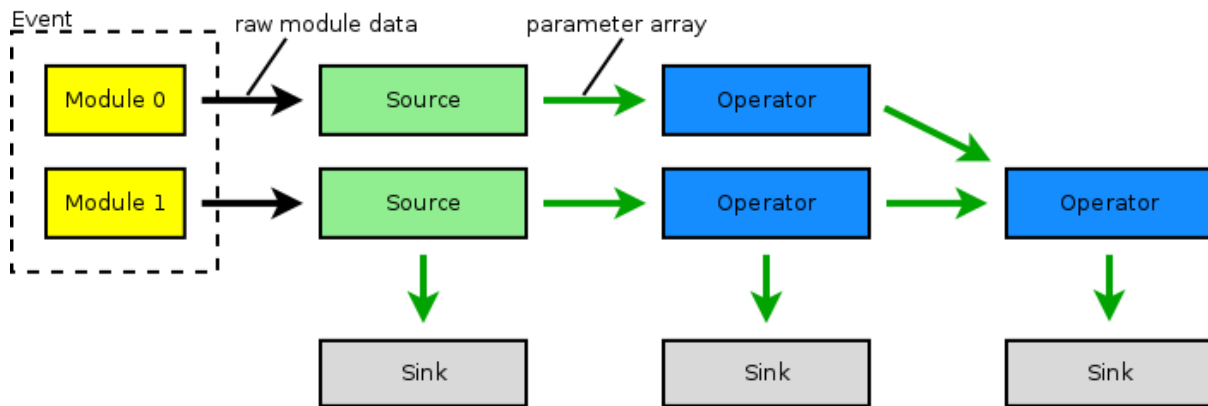 Event
raw module data
parameter array
Module 0
Source
Operator
Module 1
Source
Operator
Operator
Sink
Sink
Sink